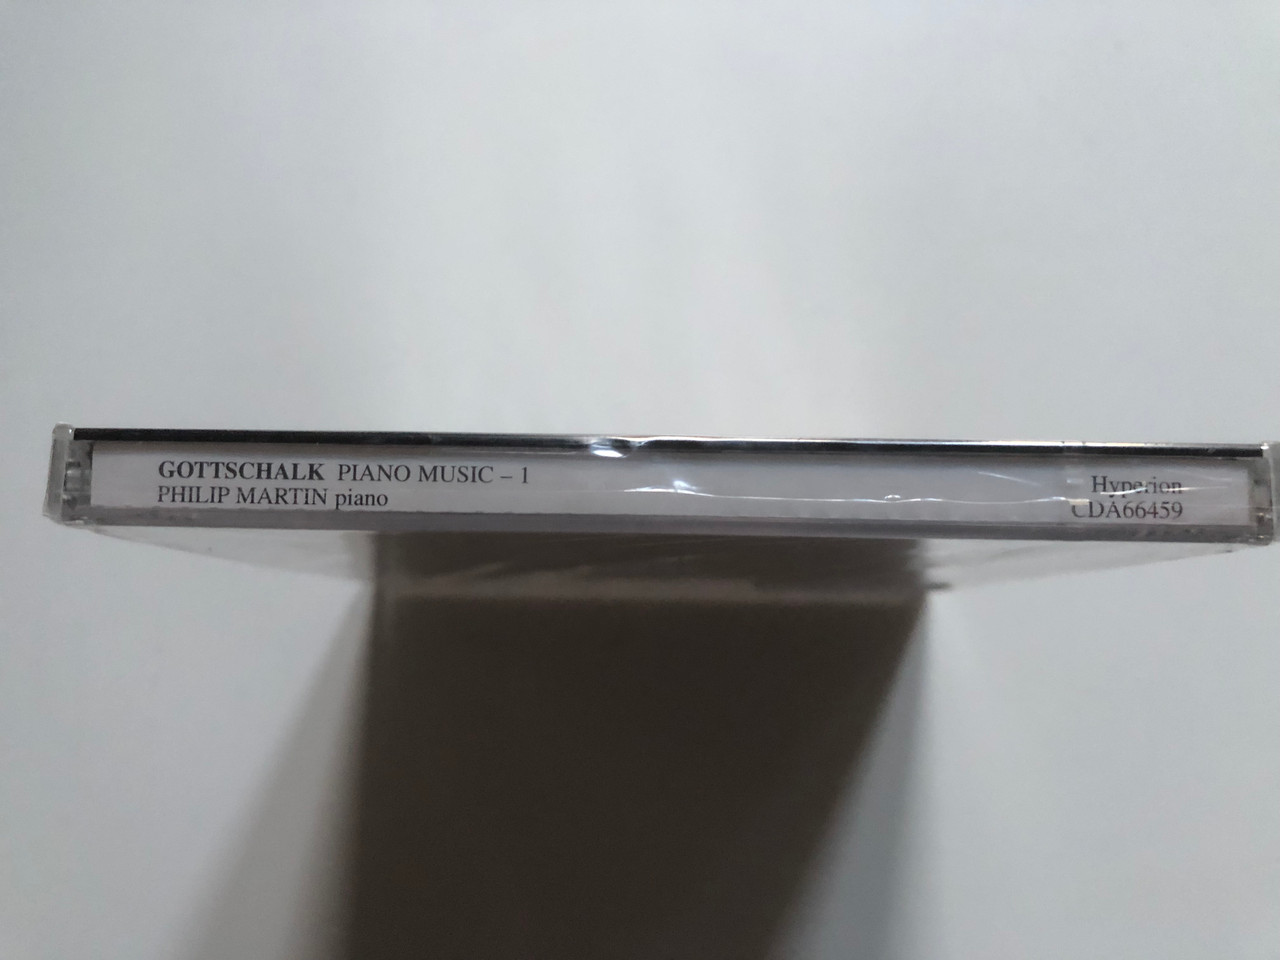 GOTTSCHALK PIANO MUSIC – 1
PHILIP MARTIN piano
Hyperion
CDA66459